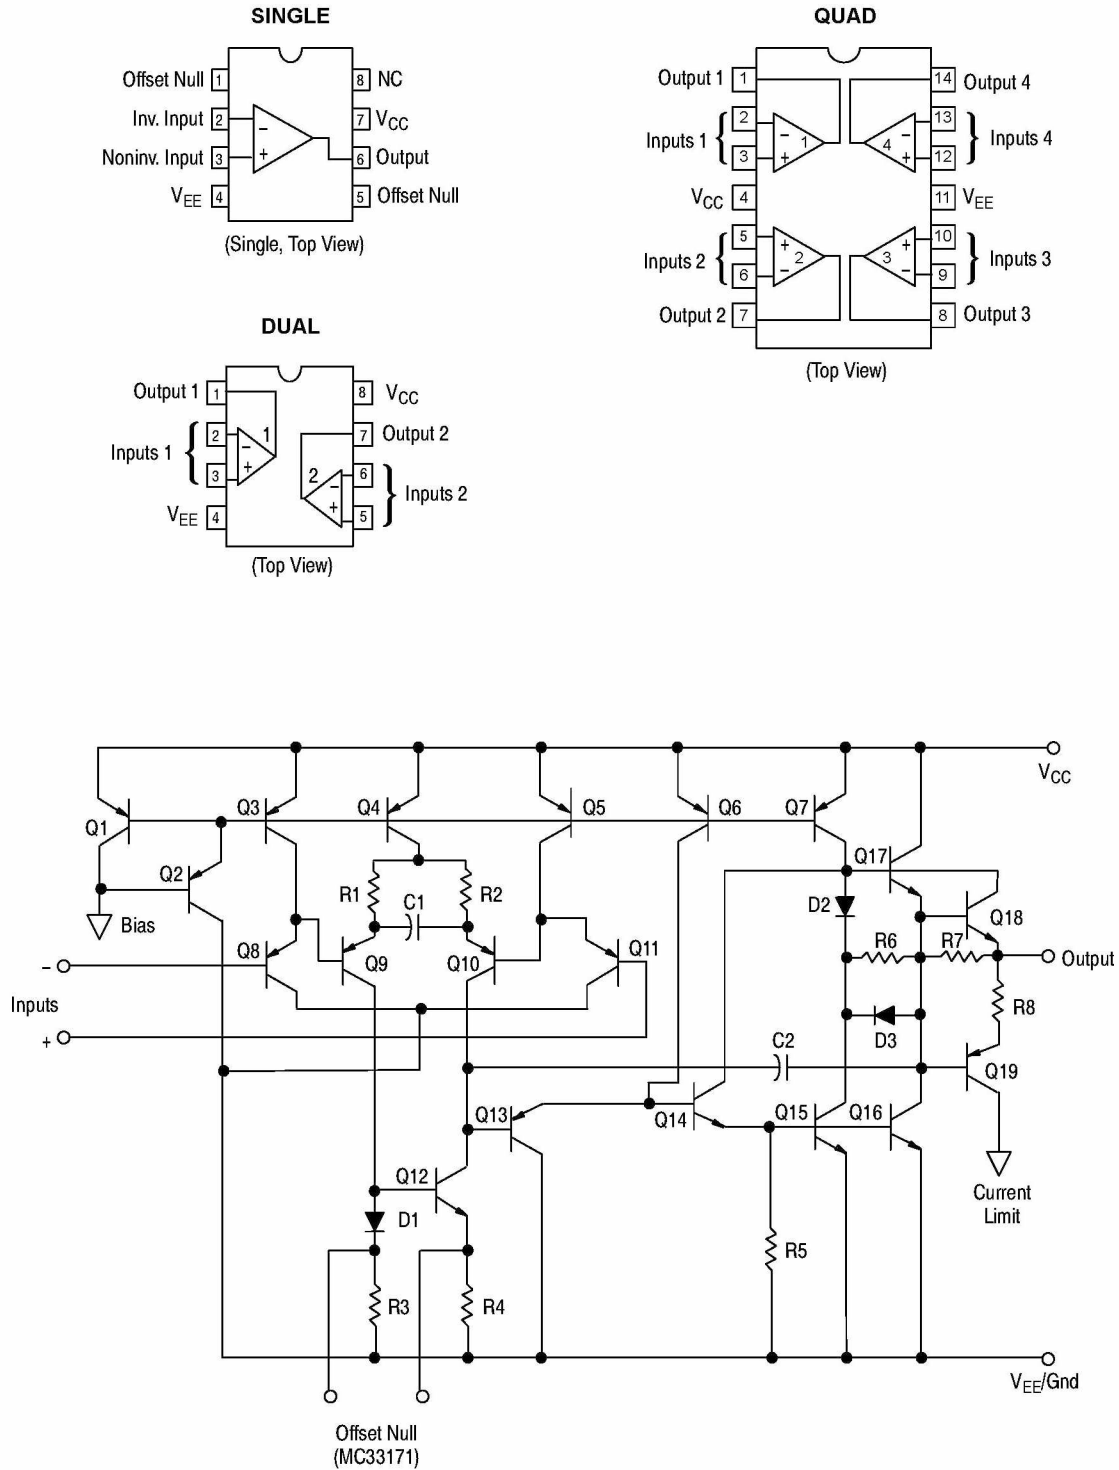 SINGLE
Offset Null 1
8 NC
Inv. Input 2
7 VCC
Noninv. Input 3
6 Output
VEE 4
5 Offset Null
−
+
(Single, Top View)
DUAL
Output 1 1
8 VCC
Inputs 1
2
3
1
−
+
7 Output 2
VEE 4
2
6
5
−
+
Inputs 2
(Top View)
QUAD
Output 1 1
14 Output 4
Inputs 1
2
3
−
+
1
4
−
+
13
12
Inputs 4
VCC 4
11 VEE
Inputs 2
5
6
+
−
2
3
+
−
10
9
Inputs 3
Output 2 7
8 Output 3
(Top View)
VCC
Q1
Q3
Q4
Q5
Q6
Q7
Q2
Bias
R1
C1
R2
Q17
D2
Q18
Q8
Q9
Q10
Q11
R6
R7
Output
−
Inputs
+
D3
R8
C2
Q19
Q13
Q14
Q15
Q16
Q12
D1
Current
Limit
R3
R4
R5
VEE/Gnd
Offset Null
(MC33171)